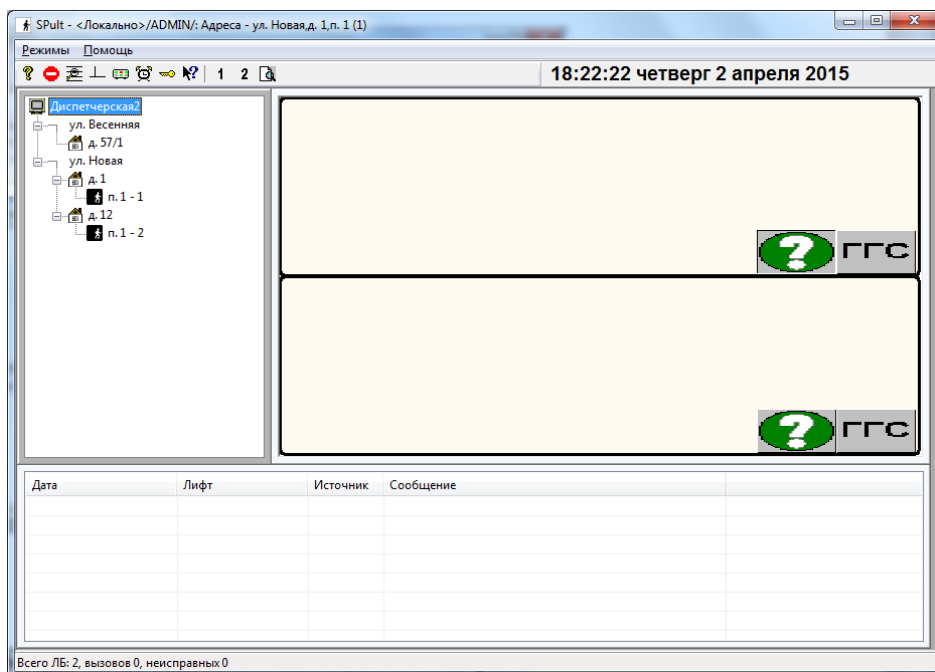 SPult - <Локально>/ADMIN/: Адреса - ул. Новая,д. 1,п. 1 (1)
Режимы Помощь
1 2 18:22:22 четверг 2 апреля 2015
Диспетчерская2
ул. Весенняя
д. 57/1
ул. Новая
д. 1
п. 1 - 1
д. 12
п. 1 - 2
ГГС
ГГС
Дата Лифт Источник Сообщение
Всего ЛБ: 2, вызовов 0, неисправных 0